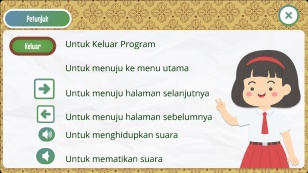 Petunjuk
Keluar
Untuk Keluar Program
Untuk menuju ke menu utama
Untuk menuju halaman selanjutnya
Untuk menuju halaman sebelumnya
Untuk menghidupkan suara
Untuk mematikan suara